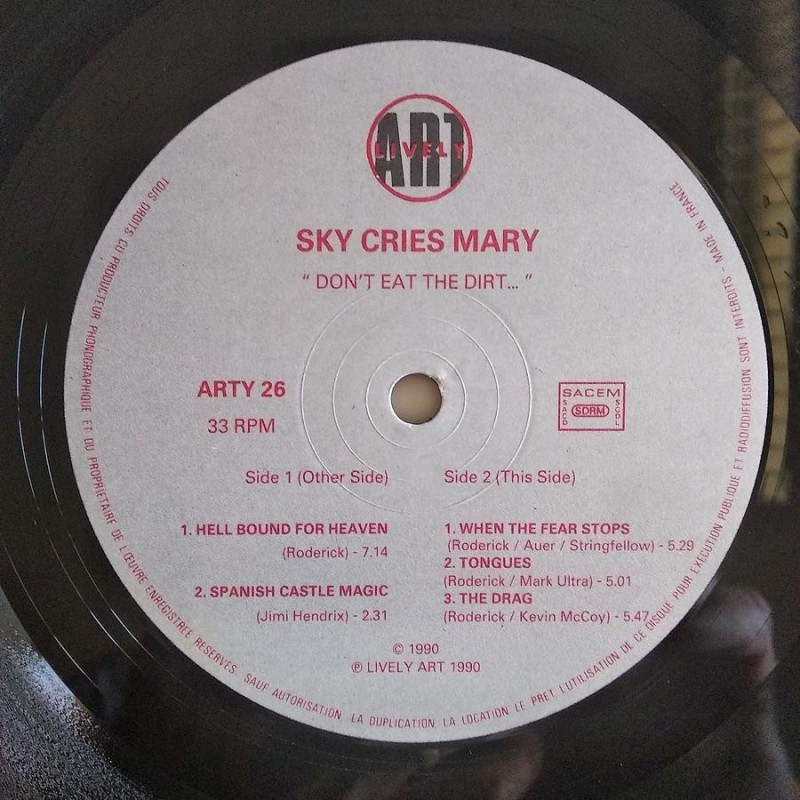 ART
LIVELY
SKY CRIES MARY
" DON'T EAT THE DIRT... "
ARTY 26
33 RPM
SACEM
SACD
SDRM
SGDL
Side 1 (Other Side)
1. HELL BOUND FOR HEAVEN
(Roderick) - 7.14
2. SPANISH CASTLE MAGIC
(Jimi Hendrix) - 2.31
Side 2 (This Side)
1. WHEN THE FEAR STOPS
(Roderick / Auer / Stringfellow) - 5.29
2. TONGUES
(Roderick / Mark Ultra) - 5.01
3. THE DRAG
(Roderick / Kevin McCoy) - 5.47
© 1990
℗ LIVELY ART 1990
TOUS DROITS CU PRODUCTEUR PHONOGRAPHIQUE ET DU PROPRIETAIRE DE L'ŒUVRE ENREGISTREE RESERVES. SAUF AUTORISATION LA DUPLICATION, LA LOCATION, LE PRET, L'UTILISATION DE CE DISQUE POUR EXECUTION PUBLIQUE ET RADIODIFFUSION SONT INTERDITS - MADE IN FRANCE